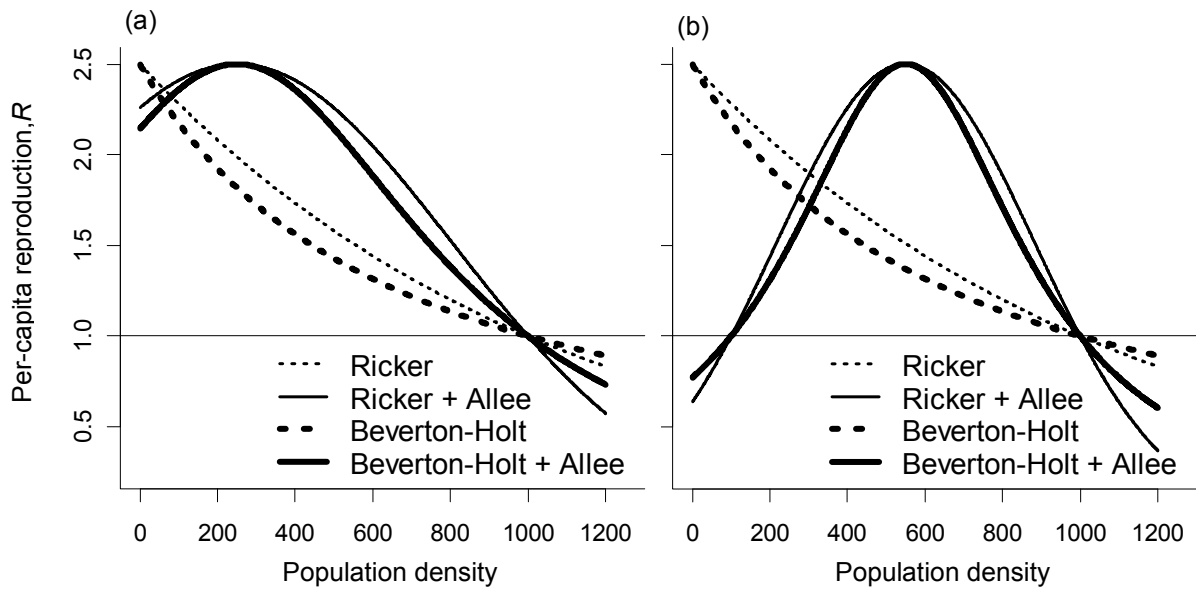 (a)
(b)
Per-capita reproduction,R
2.5
2.0
1.5
1.0
0.5
Ricker
Ricker + Allee
Beverton-Holt
Beverton-Holt + Allee
0 200 400 600 800 1000 1200
Population density
Ricker
Ricker + Allee
Beverton-Holt
Beverton-Holt + Allee
0 200 400 600 800 1000 1200
Population density